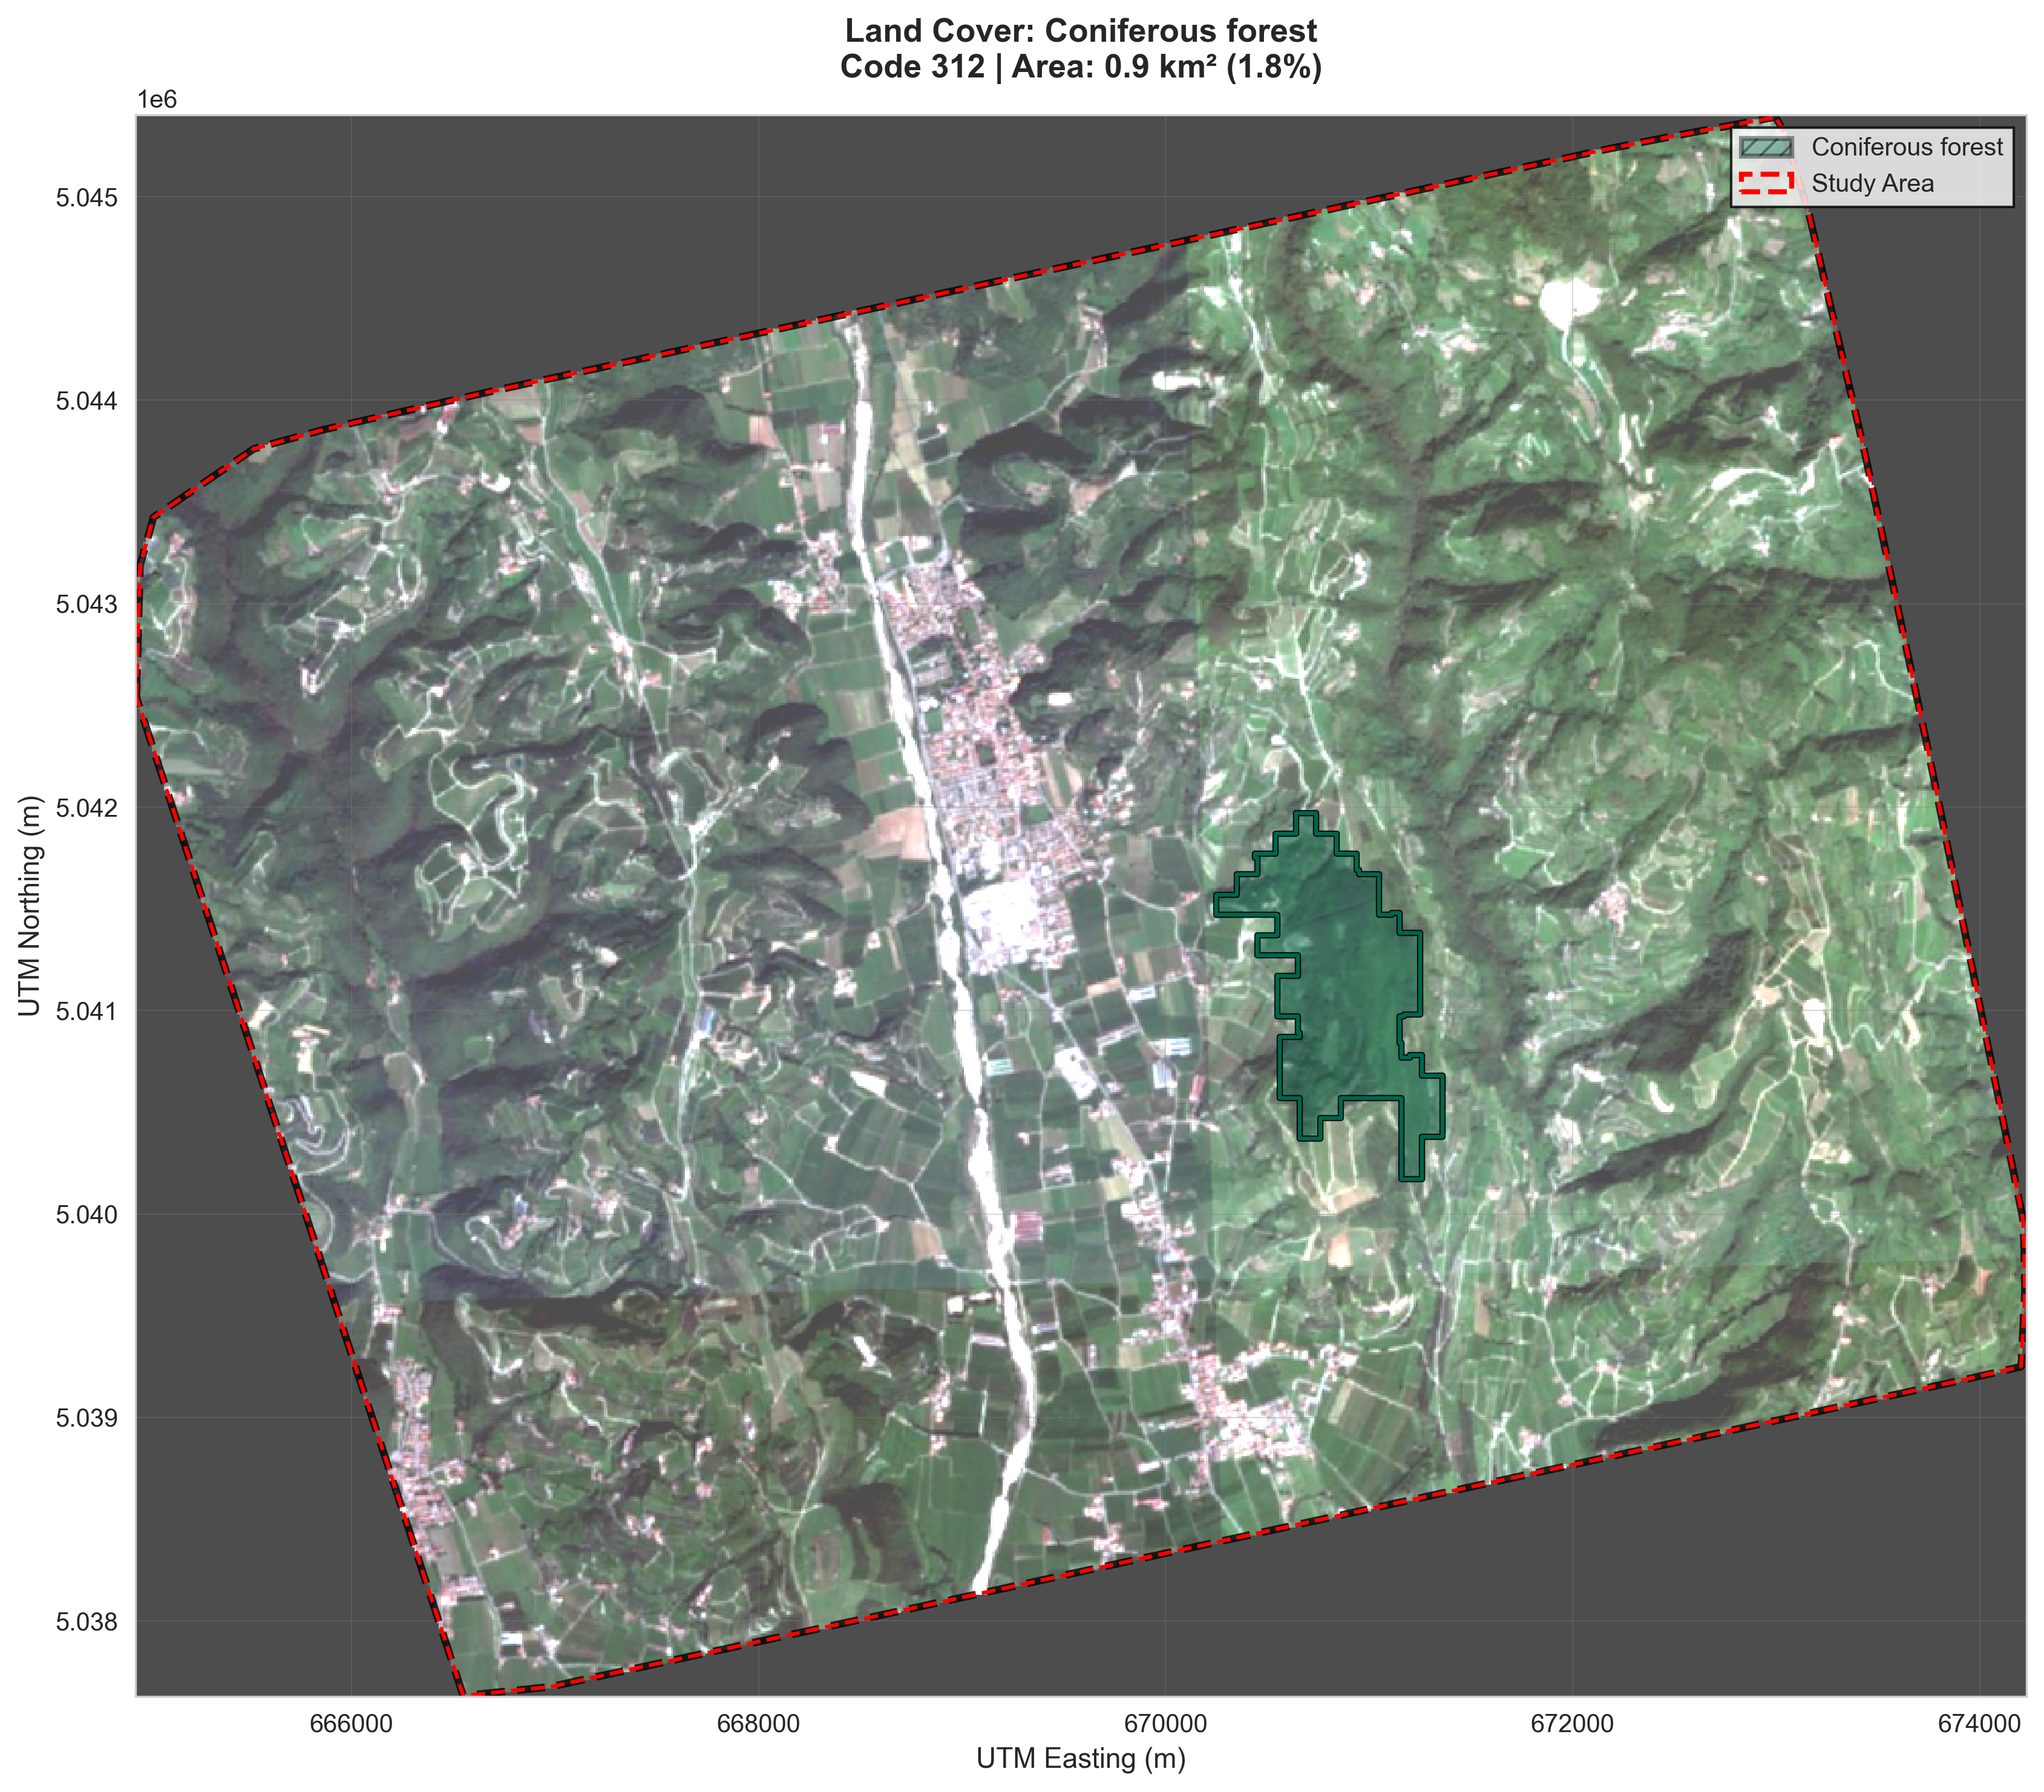 Land Cover: Coniferous forest
Code 312 | Area: 0.9 km² (1.8%)
1e6
Coniferous forest
Study Area
5.045
5.044
5.043
5.042
5.041
5.040
5.039
5.038
UTM Northing (m)
666000 668000 670000 672000 674000
UTM Easting (m)